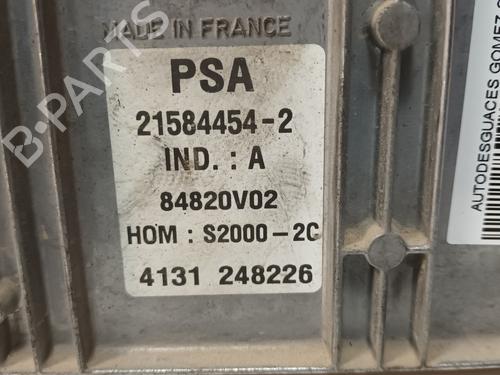 MADE IN FRANCE
PSA
21584454-2
IND. : A
84820V02
HOM : S2000-2C
4131 248226
B-PARTS
AUTODESGUACES GOMEZ